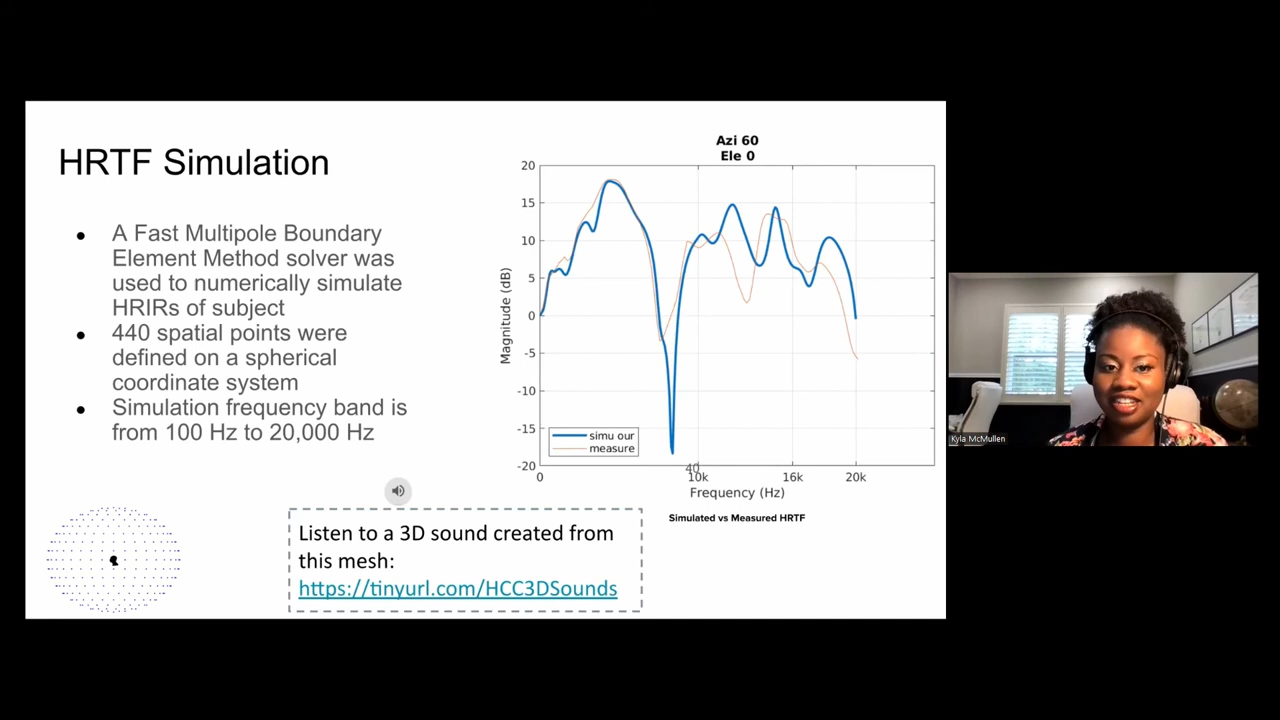 HRTF Simulation
● A Fast Multipole Boundary
Element Method solver was
used to numerically simulate
HRIRs of subject
● 440 spatial points were
defined on a spherical
coordinate system
● Simulation frequency band is
from 100 Hz to 20,000 Hz
Azi 60
Ele 0
20
15
10
5
0
-5
-10
-15
-20
Magnitude (dB)
simu our
measure
40
0 10k 16k 20k
Frequency (Hz)
Simulated vs Measured HRTF
Listen to a 3D sound created from
this mesh:
https://tinyurl.com/HCC3DSounds
Kyla McMullen